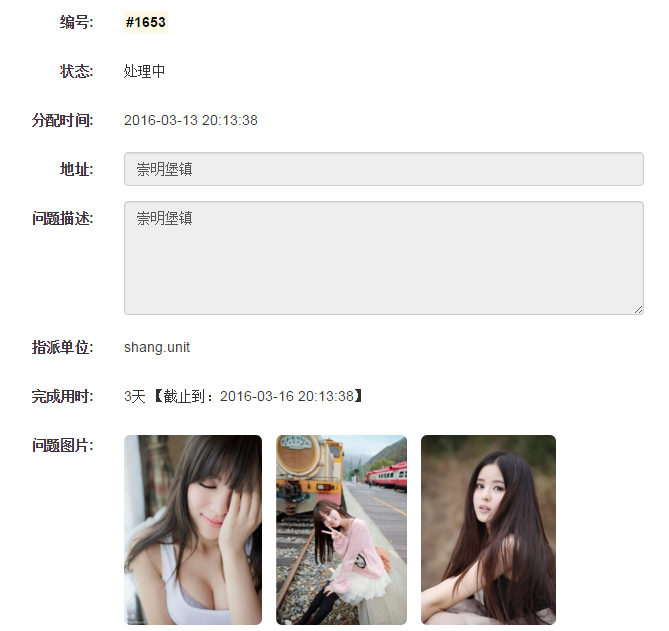 编号: #1653
状态: 处理中
分配时间: 2016-03-13 20:13:38
地址: 崇明堡镇
问题描述: 崇明堡镇
指派单位: shang.unit
完成用时: 3天 【截止到：2016-03-16 20:13:38】
问题图片: